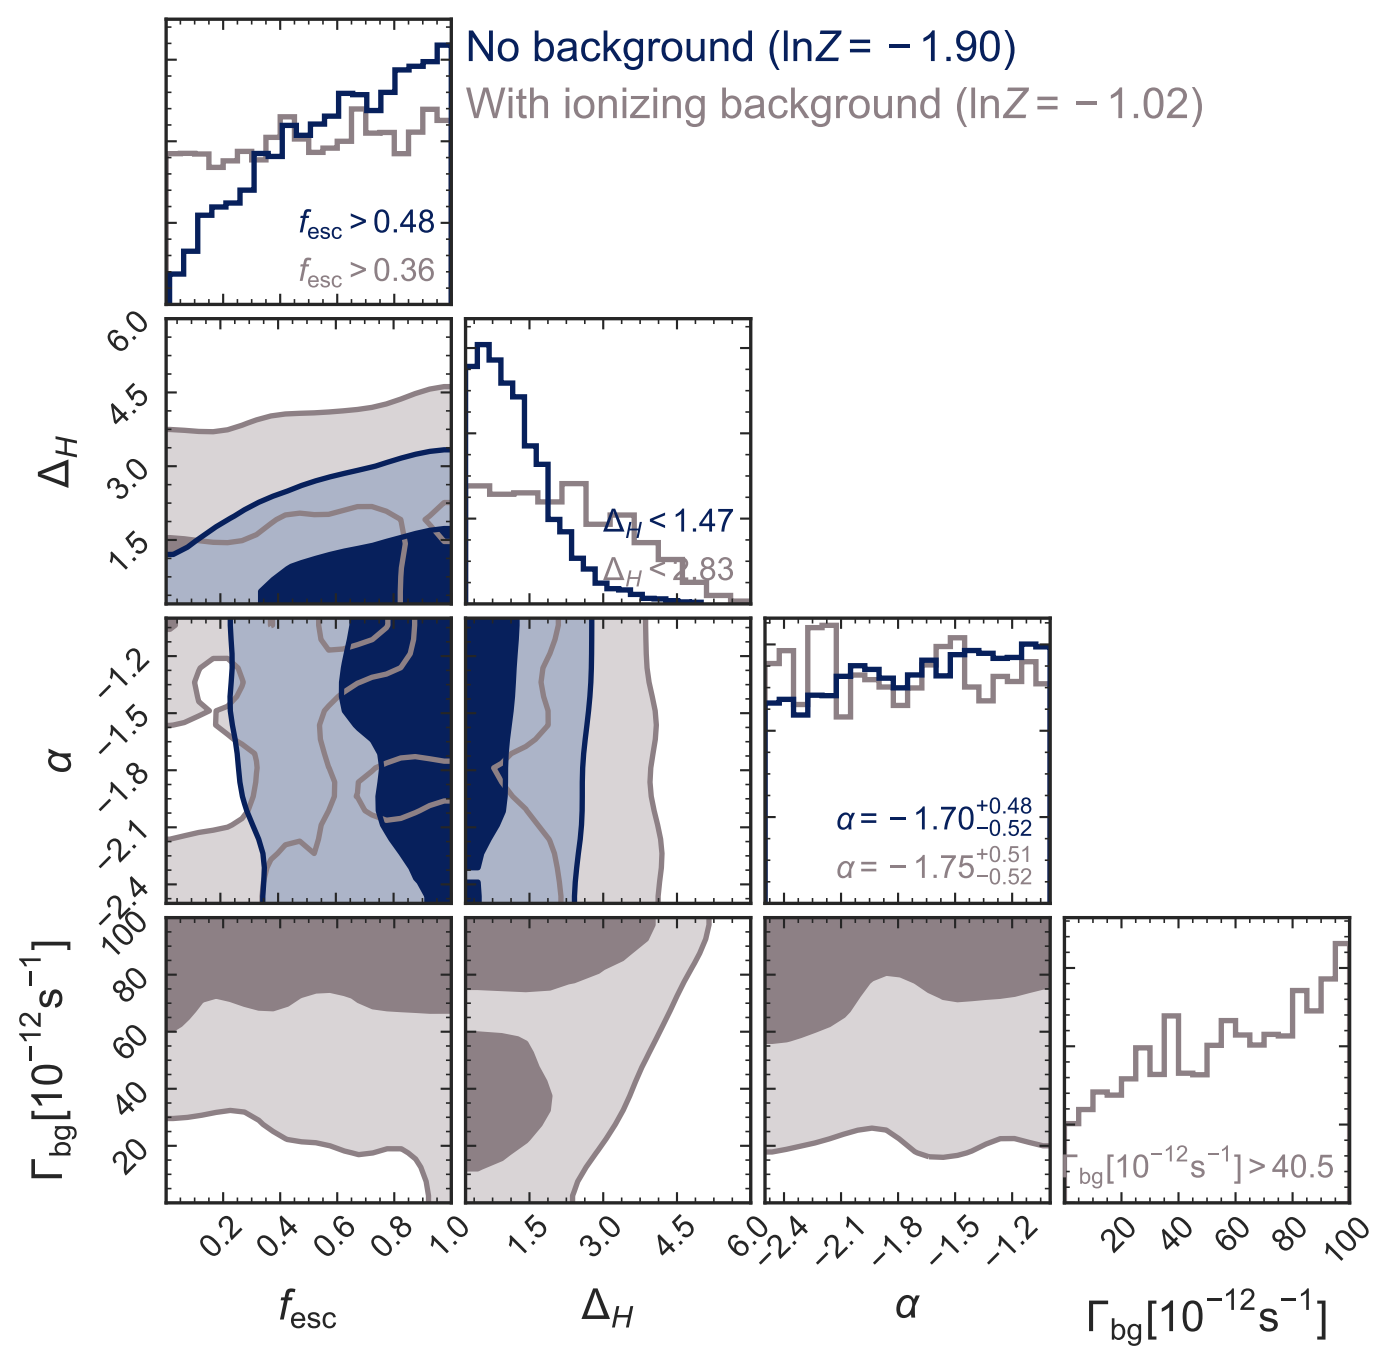 No background (lnZ = −1.90)
With ionizing background (lnZ = −1.02)
f_esc > 0.48
f_esc > 0.36
6.0
4.5
3.0
1.5
Δ_H
Δ_H < 1.47
Δ_H < 2.83
−1.2
−1.5
−1.8
−2.1
−2.4
α
α = −1.70^{+0.48}_{−0.52}
α = −1.75^{+0.51}_{−0.52}
100
80
60
40
20
Γ_bg[10^{−12}s^{−1}]
Γ_bg[10^{−12}s^{−1}] > 40.5
0.2 0.4 0.6 0.8 1.0 1.5 3.0 4.5 6.0 −2.4 −2.1 −1.8 −1.5 −1.2 20 40 60 80 100
f_esc Δ_H α Γ_bg[10^{−12}s^{−1}]